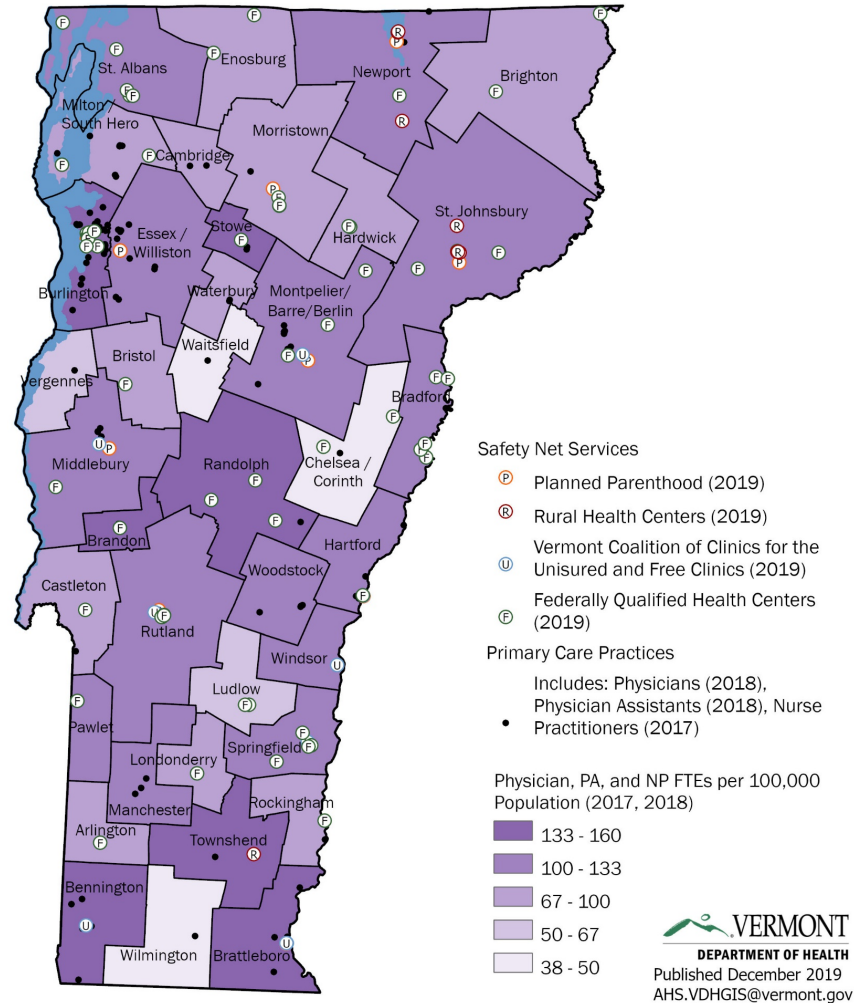 Enosburg
St. Albans
Newport
Brighton
Milton /
South Hero
Morristown
Cambridge
St. Johnsbury
Stowe
Essex /
Williston
Hardwick
Waterbury
Montpelier/
Barre/Berlin
Burlington
Waitsfield
Bristol
Vergennes
Bradford
Middlebury
Randolph
Chelsea /
Corinth
Brandon
Hartford
Woodstock
Castleton
Rutland
Windsor
Ludlow
Pawlet
Springfield
Londonderry
Manchester
Rockingham
Arlington
Townshend
Bennington
Wilmington
Brattleboro
Safety Net Services
P Planned Parenthood (2019)
R Rural Health Centers (2019)
U Vermont Coalition of Clinics for the
Unisured and Free Clinics (2019)
F Federally Qualified Health Centers
(2019)
Primary Care Practices
Includes: Physicians (2018),
Physician Assistants (2018), Nurse
Practitioners (2017)
Physician, PA, and NP FTEs per 100,000
Population (2017, 2018)
133 - 160
100 - 133
67 - 100
50 - 67
38 - 50
VERMONT
DEPARTMENT OF HEALTH
Published December 2019
AHS.VDHGIS@vermont.gov